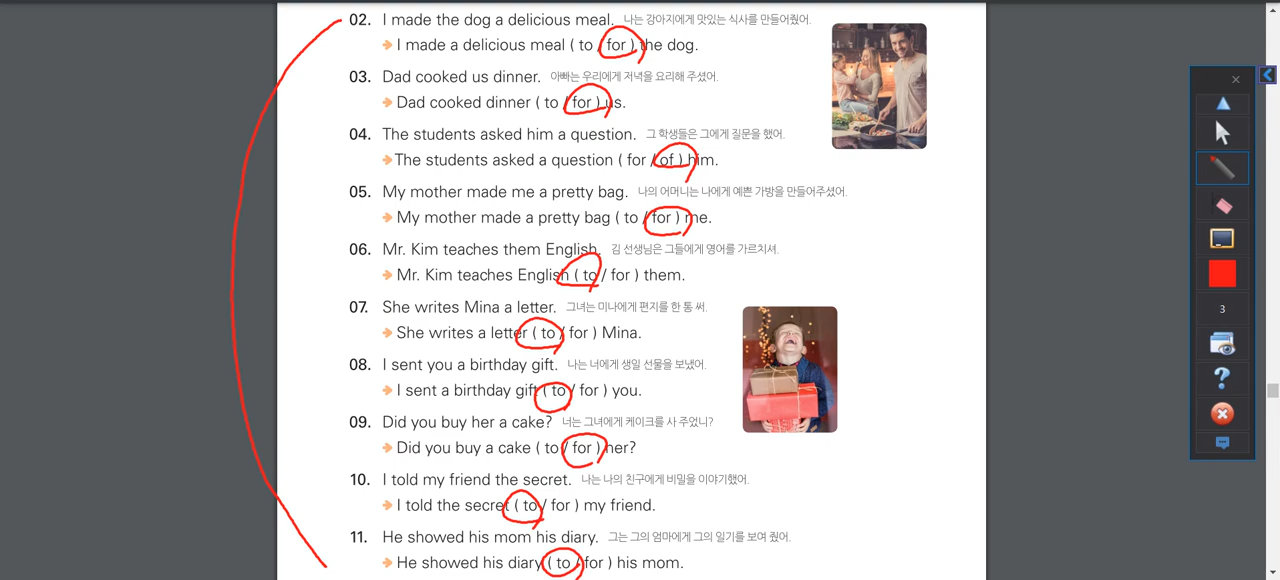 02. I made the dog a delicious meal. 나는 강아지에게 맛있는 식사를 만들어줬어.
➔ I made a delicious meal ( to / for ) the dog.
03. Dad cooked us dinner. 아빠는 우리에게 저녁을 요리해 주셨어.
➔ Dad cooked dinner ( to / for ) us.
04. The students asked him a question. 그 학생들은 그에게 질문을 했어.
➔ The students asked a question ( for / of ) him.
05. My mother made me a pretty bag. 나의 어머니는 나에게 예쁜 가방을 만들어주셨어.
➔ My mother made a pretty bag ( to / for ) me.
06. Mr. Kim teaches them English. 김 선생님은 그들에게 영어를 가르치셔.
➔ Mr. Kim teaches English ( to / for ) them.
07. She writes Mina a letter. 그녀는 미나에게 편지를 한 통 써.
➔ She writes a letter ( to / for ) Mina.
08. I sent you a birthday gift. 나는 너에게 생일 선물을 보냈어.
➔ I sent a birthday gift ( to / for ) you.
09. Did you buy her a cake? 너는 그녀에게 케이크를 사 주었니?
➔ Did you buy a cake ( to / for ) her?
10. I told my friend the secret. 나는 나의 친구에게 비밀을 이야기했어.
➔ I told the secret ( to / for ) my friend.
11. He showed his mom his diary. 그는 그의 엄마에게 그의 일기를 보여 줬어.
➔ He showed his diary ( to / for ) his mom.
3